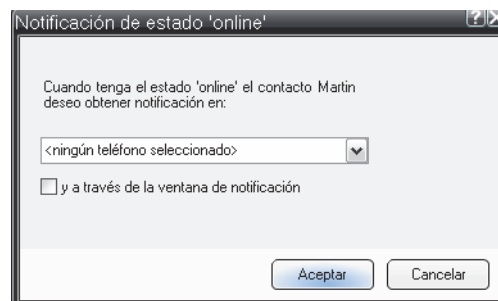 Notificación de estado 'online'
Cuando tenga el estado 'online' el contacto Martin
deseo obtener notificación en:
<ningún teléfono seleccionado>
y a través de la ventana de notificación
Aceptar
Cancelar